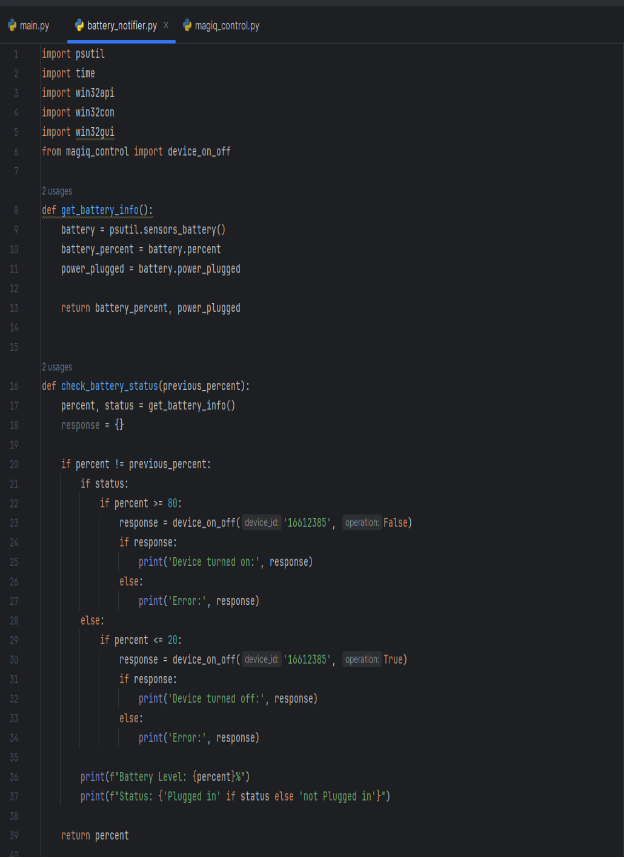 main.py battery_notifier.py × magiq_control.py
1 import psutil
2 import time
3 import win32api
4 import win32con
5 import win32gui
6 from magiq_control import device_on_off
7
2 usages
8 def get_battery_info():
9 battery = psutil.sensors_battery()
10 battery_percent = battery.percent
11 power_plugged = battery.power_plugged
12
13 return battery_percent, power_plugged
14
15
2 usages
16 def check_battery_status(previous_percent):
17 percent, status = get_battery_info()
18 response = {}
19
20 if percent != previous_percent:
21 if status:
22 if percent >= 80:
23 response = device_on_off( device_id: '16612385', operation: False)
24 if response:
25 print('Device turned on:', response)
26 else:
27 print('Error:', response)
28 else:
29 if percent <= 20:
30 response = device_on_off( device_id: '16612385', operation: True)
31 if response:
32 print('Device turned off:', response)
33 else:
34 print('Error:', response)
35
36 print(f"Battery Level: {percent}%")
37 print(f"Status: {'Plugged in' if status else 'not Plugged in'}")
38
39 return percent
40